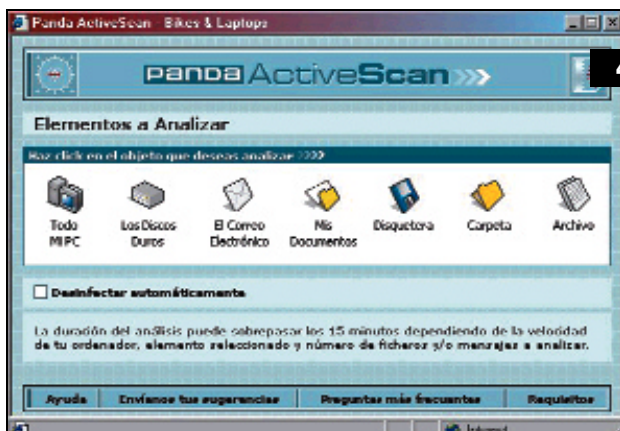 Panda ActiveScan - Bikes & Laptops
Panda ActiveScan >>>
Elementos a Analizar
Haz click en el objeto que deseas analizar >>>>
Todo MI PC
Los Discos Duros
El Correo Electrónico
Mis Documentos
Disquetera
Carpeta
Archivo
Desinfectar automáticamente
La duración del análisis puede sobrepasar los 15 minutos dependiendo de la velocidad
de tu ordenador, elemento seleccionado y número de ficheros y/o mensajes a analizar.
Ayuda
Envíanos tus sugerencias
Preguntas más frecuentes
Requisitos
Internet